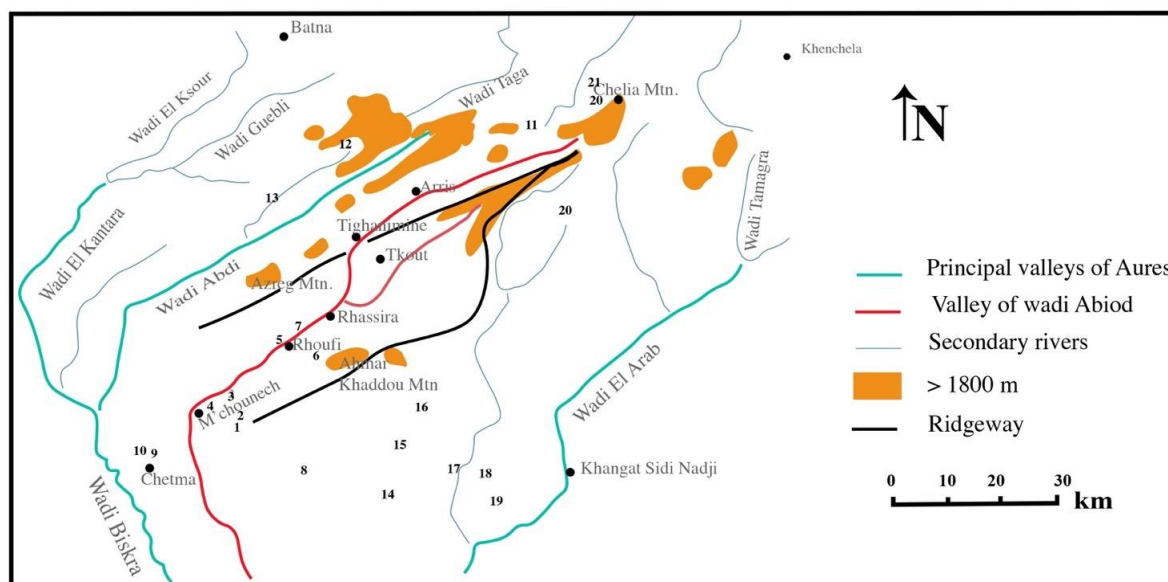 Batna
Khenchela
Wadi El Ksour
Wadi Guebli
Wadi Taga
21
Chelia Mtn.
20
11
12
13
Arris
Wadi Tamagra
20
Wadi El Kantara
Wadi Abdi
Tighanimine
Tkout
Azreg Mtn.
Rhassira
7
5
Rhoufi
6
Ahmar
Khaddou Mtn
Wadi El Arab
3
4
M'chounech
2
1
16
15
10 9
Chetma
8
17
18
14
19
Khangat Sidi Nadji
Wadi Biskra
N
Principal valleys of Aures
Valley of wadi Abiod
Secondary rivers
> 1800 m
Ridgeway
0 10 20 30
km